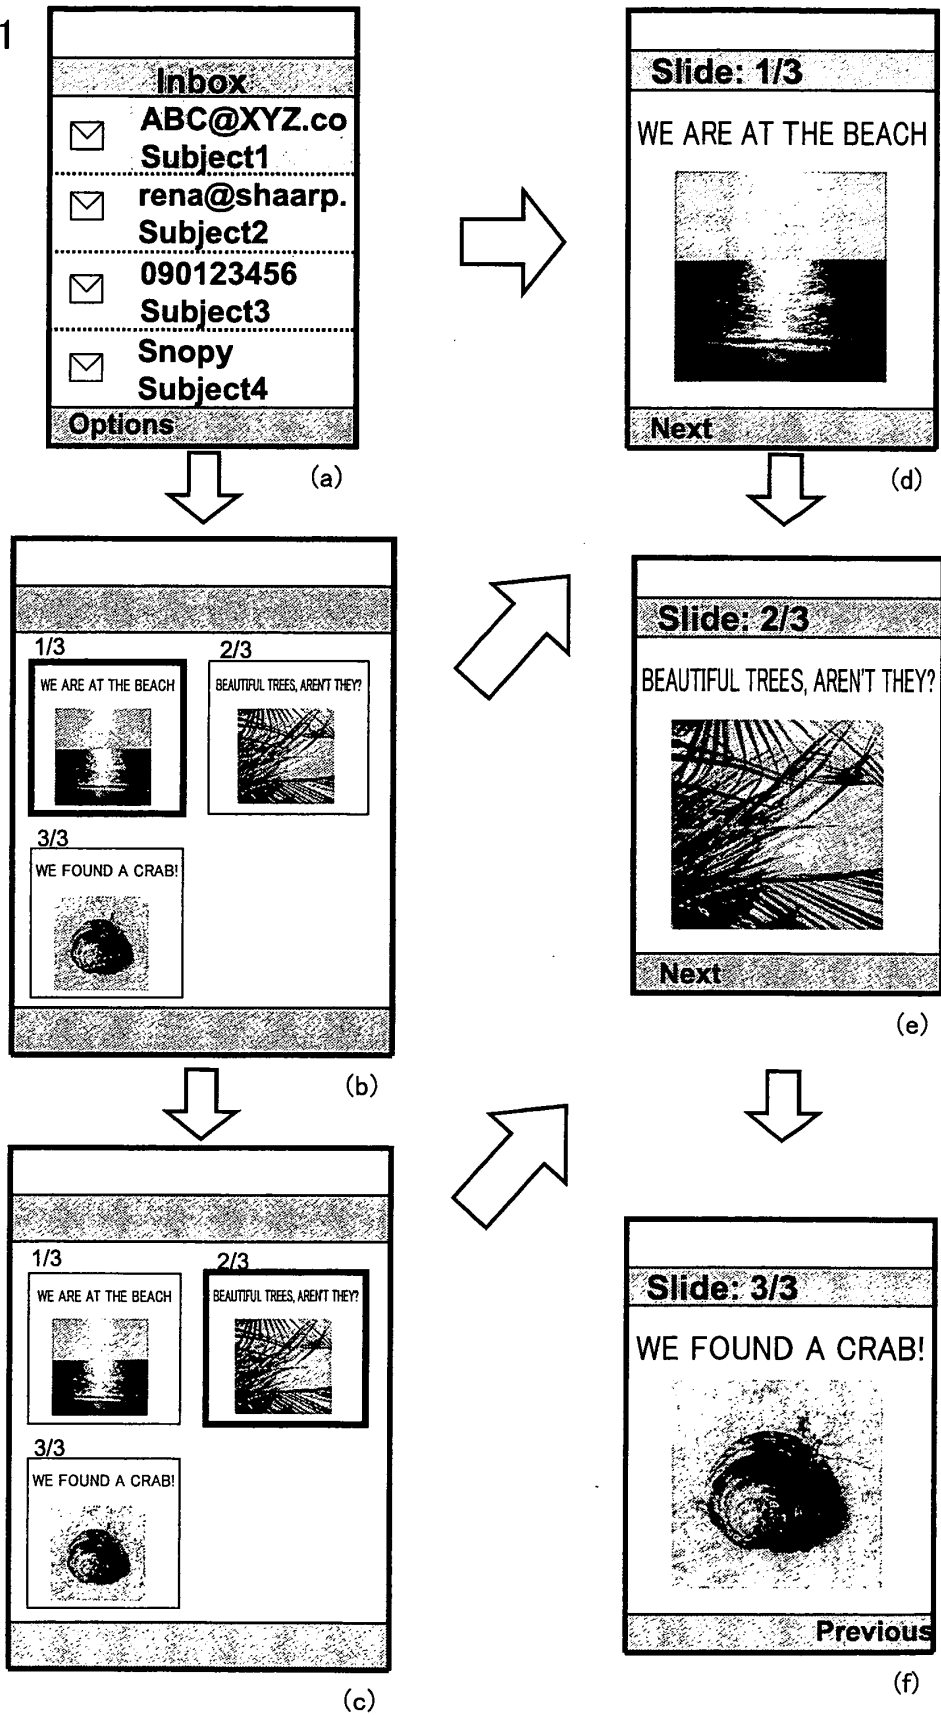 1
Inbox
ABC@XYZ.co
Subject1
rena@shaarp.
Subject2
090123456
Subject3
Snopy
Subject4
Options
(a)
Slide: 1/3
WE ARE AT THE BEACH
Next
(d)
1/3
WE ARE AT THE BEACH
2/3
BEAUTIFUL TREES, AREN'T THEY?
3/3
WE FOUND A CRAB!
(b)
Slide: 2/3
BEAUTIFUL TREES, AREN'T THEY?
Next
(e)
1/3
WE ARE AT THE BEACH
2/3
BEAUTIFUL TREES, AREN'T THEY?
3/3
WE FOUND A CRAB!
(c)
Slide: 3/3
WE FOUND A CRAB!
Previous
(f)